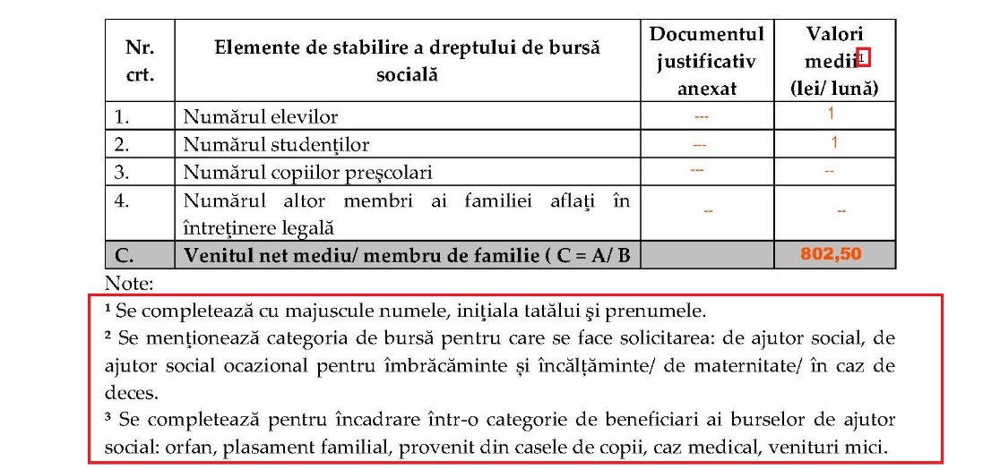 Nr. crt. Elemente de stabilire a dreptului de bursă socială Documentul justificativ anexat Valori medii¹ (lei/ lună)
1. Numărul elevilor --- 1
2. Numărul studenţilor --- 1
3. Numărul copiilor preşcolari --- --
4. Numărul altor membri ai familiei aflaţi în întreţinere legală -- --
C. Venitul net mediu/ membru de familie ( C = A/ B 802,50
Note:
¹ Se completează cu majuscule numele, iniţiala tatălui şi prenumele.
² Se menţionează categoria de bursă pentru care se face solicitarea: de ajutor social, de
ajutor social ocazional pentru îmbrăcăminte și încălțăminte/ de maternitate/ în caz de
deces.
³ Se completează pentru încadrare într-o categorie de beneficiari ai burselor de ajutor
social: orfan, plasament familial, provenit din casele de copii, caz medical, venituri mici.